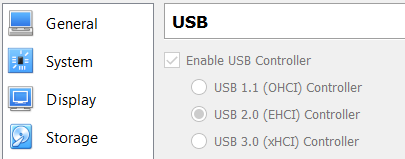 General
System
Display
Storage
USB
Enable USB Controller
USB 1.1 (OHCI) Controller
USB 2.0 (EHCI) Controller
USB 3.0 (xHCI) Controller